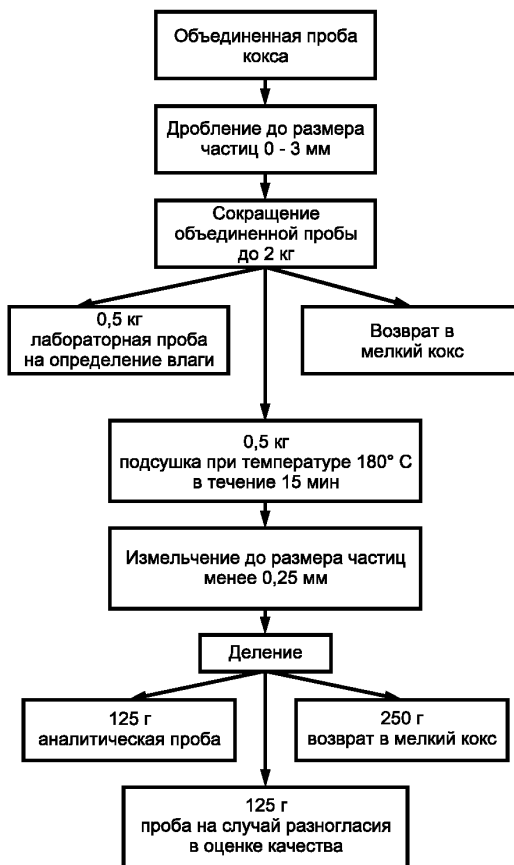 Объединенная проба
кокса
Дробление до размера
частиц 0 - 3 мм
Сокращение
объединенной пробы
до 2 кг
0,5 кг
лабораторная проба
на определение влаги
Возврат в
мелкий кокс
0,5 кг
подсушка при температуре 180° С
в течение 15 мин
Измельчение до размера частиц
менее 0,25 мм
Деление
125 г
аналитическая проба
250 г
возврат в мелкий кокс
125 г
проба на случай разногласия
в оценке качества